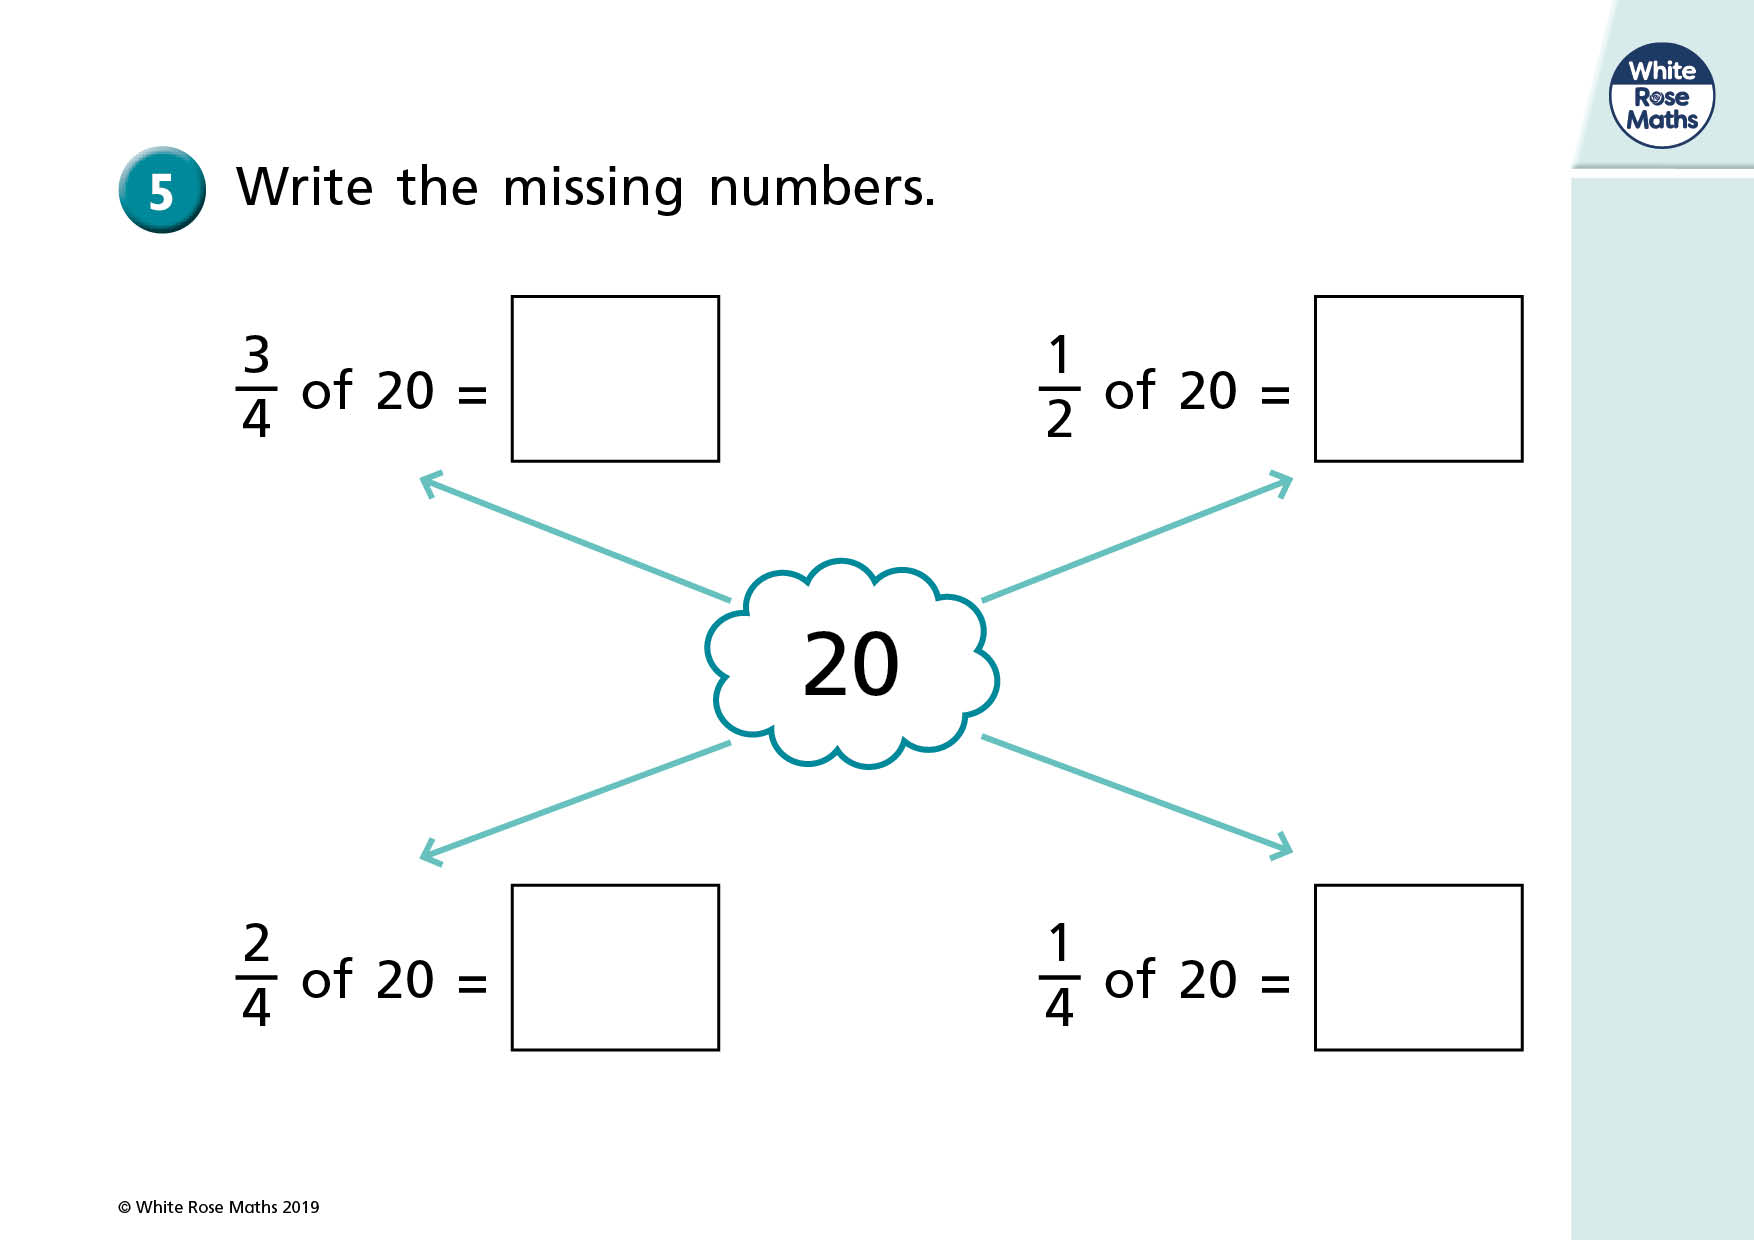 White
Rose
Maths
5 Write the missing numbers.
3/4 of 20 =
1/2 of 20 =
20
2/4 of 20 =
1/4 of 20 =
© White Rose Maths 2019